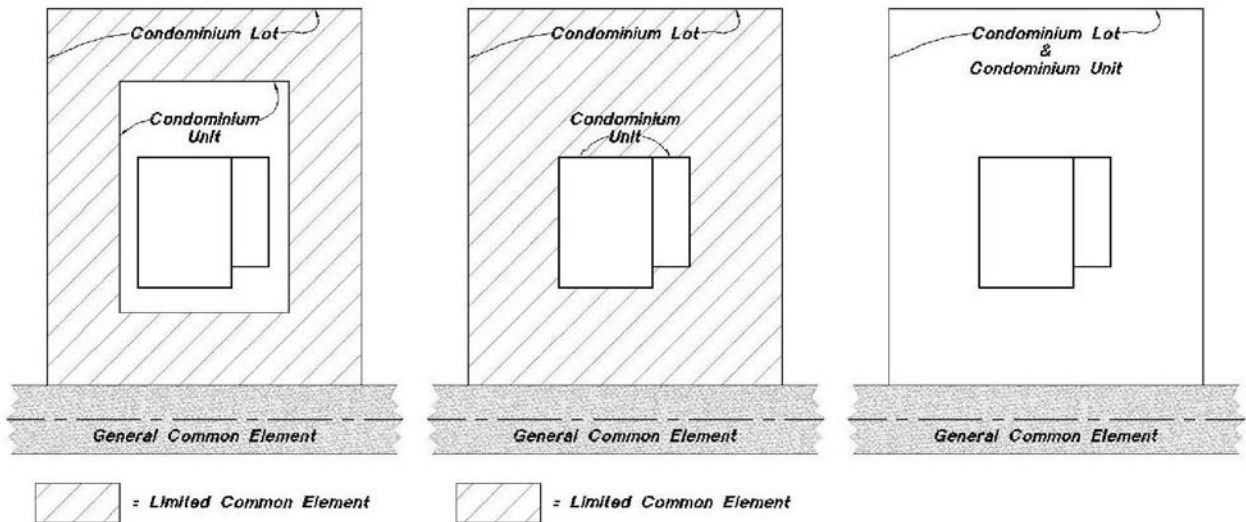 Condominium Lot
Condominium
Unit
General Common Element
= Limited Common Element
Condominium Lot
Condominium
Unit
General Common Element
= Limited Common Element
Condominium Lot
&
Condominium Unit
General Common Element